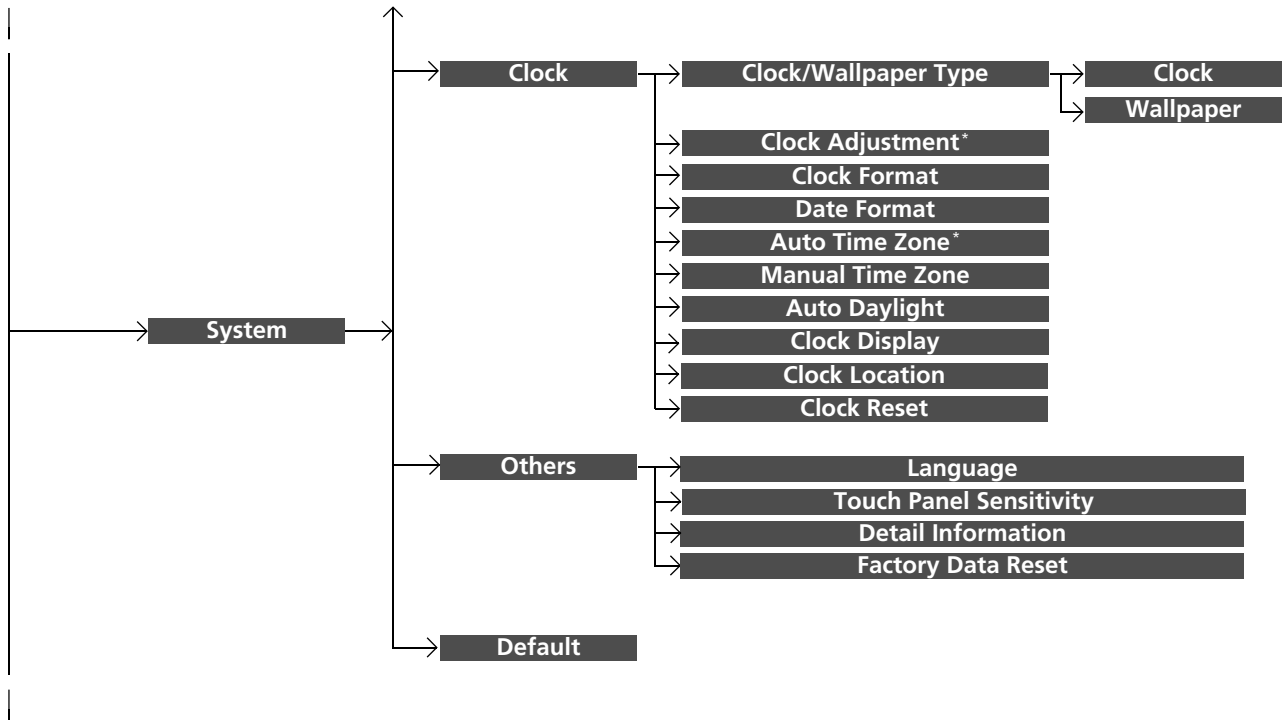 Clock
Clock/Wallpaper Type
Clock
Wallpaper
Clock Adjustment*
Clock Format
Date Format
Auto Time Zone*
Manual Time Zone
Auto Daylight
Clock Display
Clock Location
Clock Reset
System
Others
Language
Touch Panel Sensitivity
Detail Information
Factory Data Reset
Default